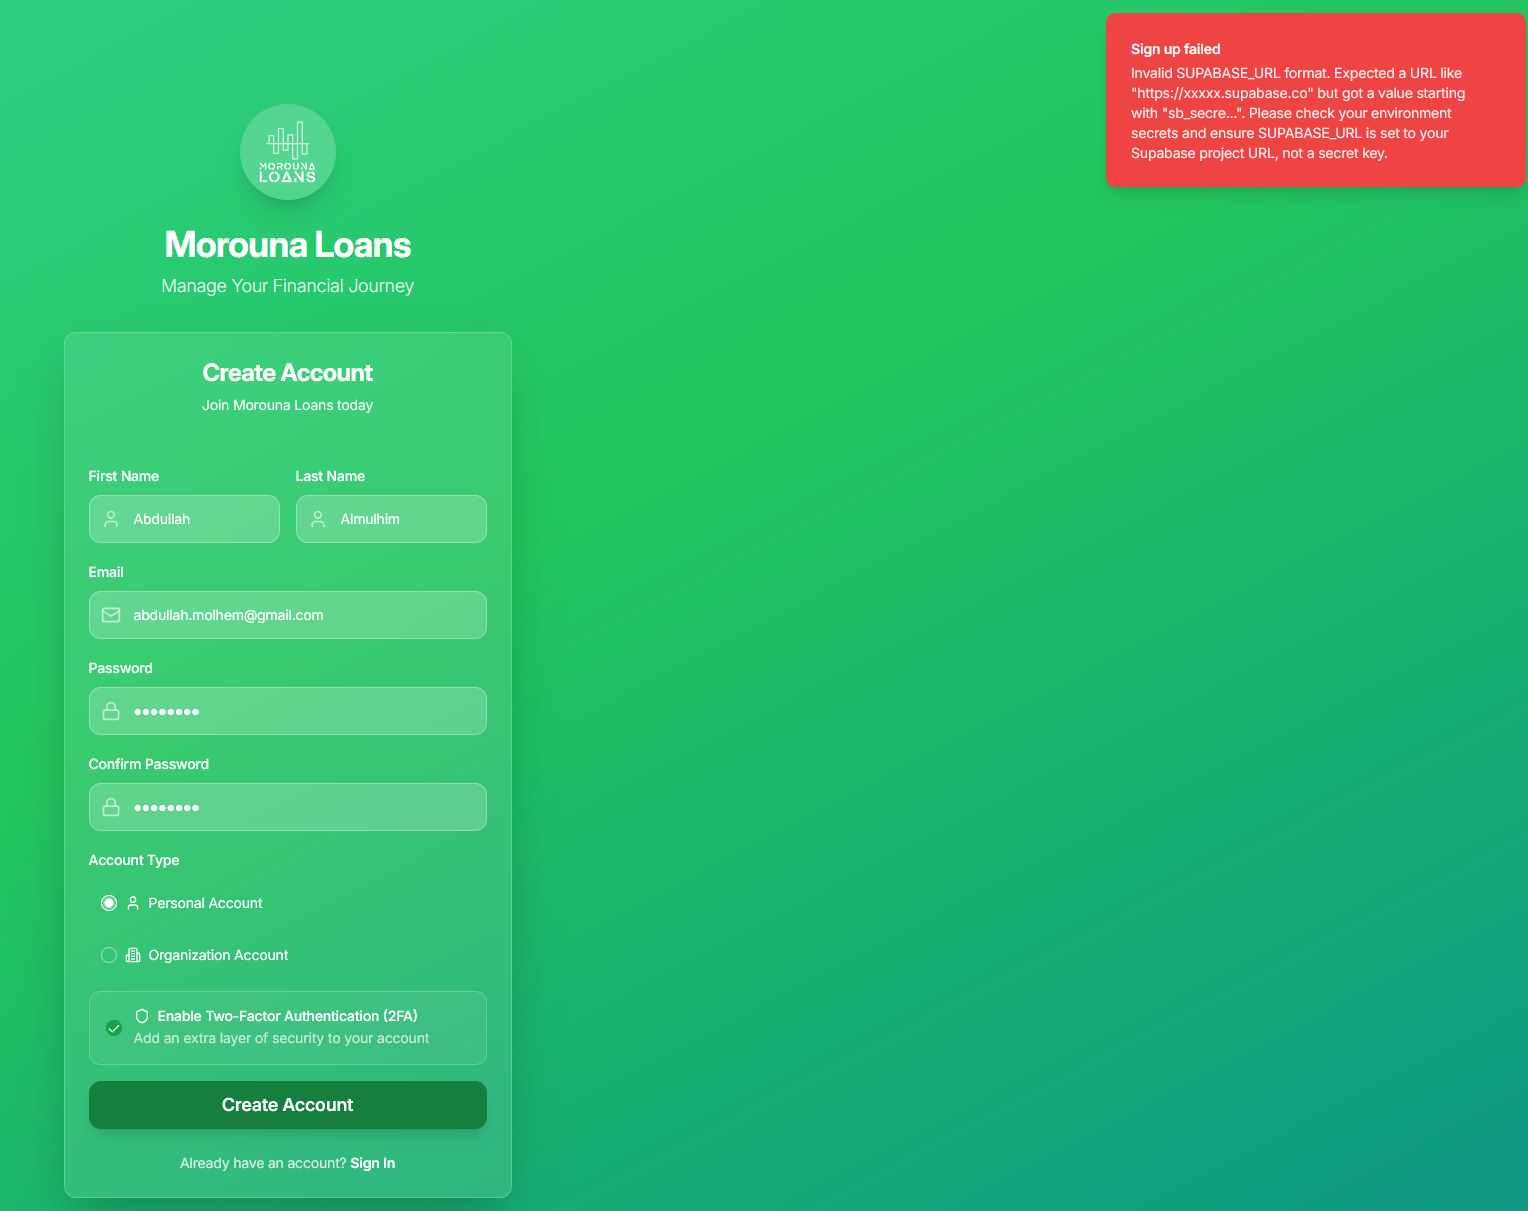 Sign up failed
Invalid SUPABASE_URL format. Expected a URL like
"https://xxxxx.supabase.co" but got a value starting
with "sb_secre...". Please check your environment
secrets and ensure SUPABASE_URL is set to your
Supabase project URL, not a secret key.
MOROUNA
LOANS
Morouna Loans
Manage Your Financial Journey
Create Account
Join Morouna Loans today
First Name
Last Name
Abdullah
Almulhim
Email
abdullah.molhem@gmail.com
Password
••••••••
Confirm Password
••••••••
Account Type
Personal Account
Organization Account
Enable Two-Factor Authentication (2FA)
Add an extra layer of security to your account
Create Account
Already have an account? Sign In